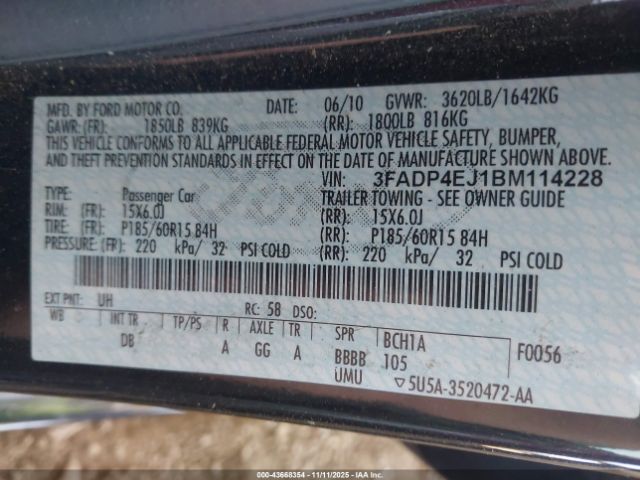 MFD. BY FORD MOTOR CO. DATE: 06/10 GVWR: 3620LB/1642KG
GAWR: (FR): 1850LB 839KG (RR): 1800LB 816KG
THIS VEHICLE CONFORMS TO ALL APPLICABLE FEDERAL MOTOR VEHICLE SAFETY, BUMPER,
AND THEFT PREVENTION STANDARDS IN EFFECT ON THE DATE OF MANUFACTURE SHOWN ABOVE.
VIN: 3FADP4EJ1BM114228
TYPE: Passenger Car TRAILER TOWING - SEE OWNER GUIDE
RIM: (FR): 15X6.0J (RR): 15X6.0J
TIRE: (FR): P185/60R15 84H (RR): P185/60R15 84H
PRESSURE: (FR): 220 kPa/ 32 PSI COLD (RR): 220 kPa/ 32 PSI COLD
EXT PNT: UH RC: 58 DSO:
WB INT TR TP/PS R AXLE TR SPR BCH1A F0056
DB A GG A BBBB 105
UMU ▽5U5A-3520472-AA
000-43668354 - 11/11/2025 - IAAI.COM